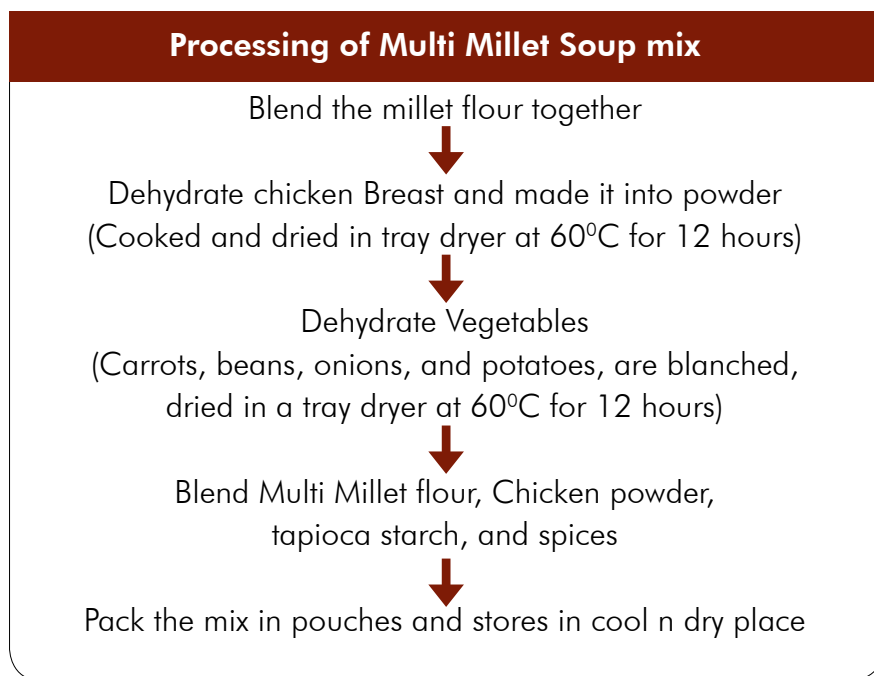 Processing of Multi Millet Soup mix
Blend the millet flour together
Dehydrate chicken Breast and made it into powder
(Cooked and dried in tray dryer at 60⁰C for 12 hours)
Dehydrate Vegetables
(Carrots, beans, onions, and potatoes, are blanched,
dried in a tray dryer at 60⁰C for 12 hours)
Blend Multi Millet flour, Chicken powder,
tapioca starch, and spices
Pack the mix in pouches and stores in cool n dry place